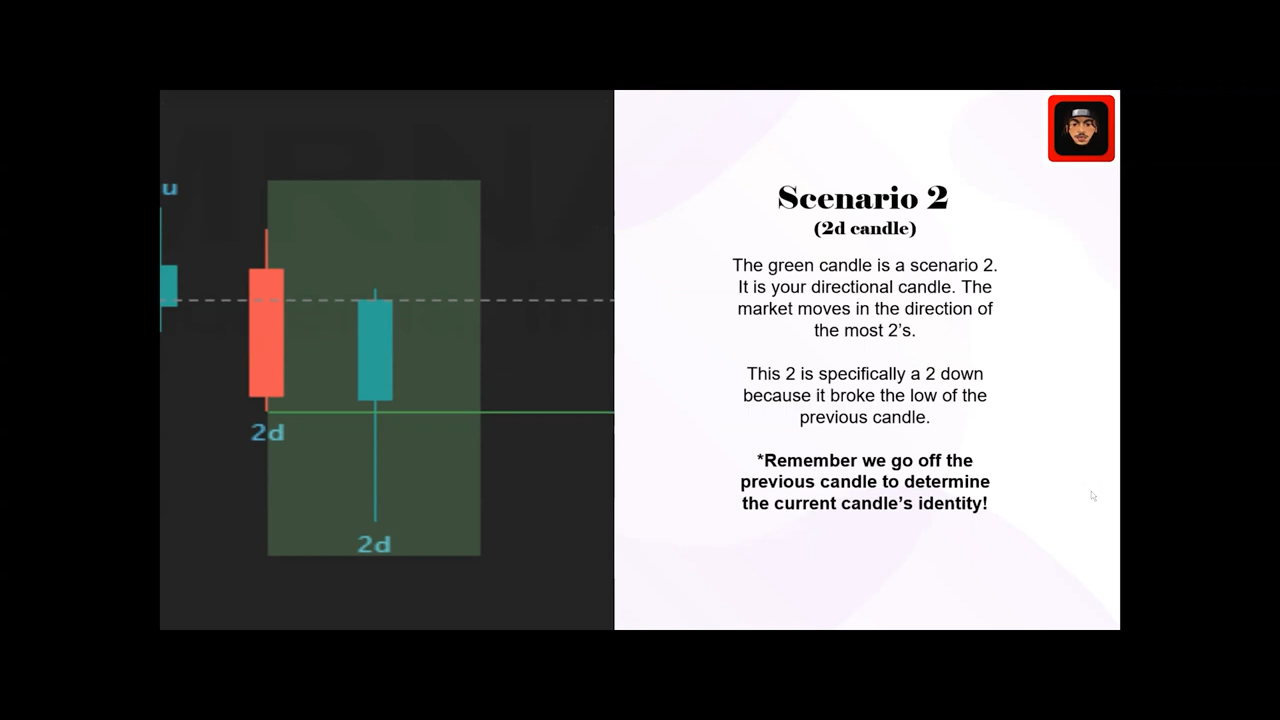 u
2d
2d
Scenario 2
(2d candle)
The green candle is a scenario 2.
It is your directional candle. The
market moves in the direction of
the most 2’s.
This 2 is specifically a 2 down
because it broke the low of the
previous candle.
*Remember we go off the
previous candle to determine
the current candle’s identity!